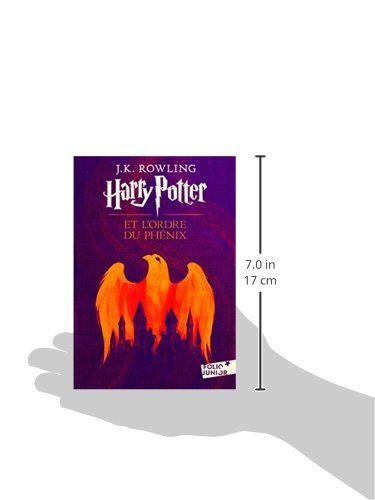 J.K. ROWLING
Harry Potter
ET L'ORDRE
DU PHÉNIX
FOLIO
JUNIOR
7.0 in
17 cm